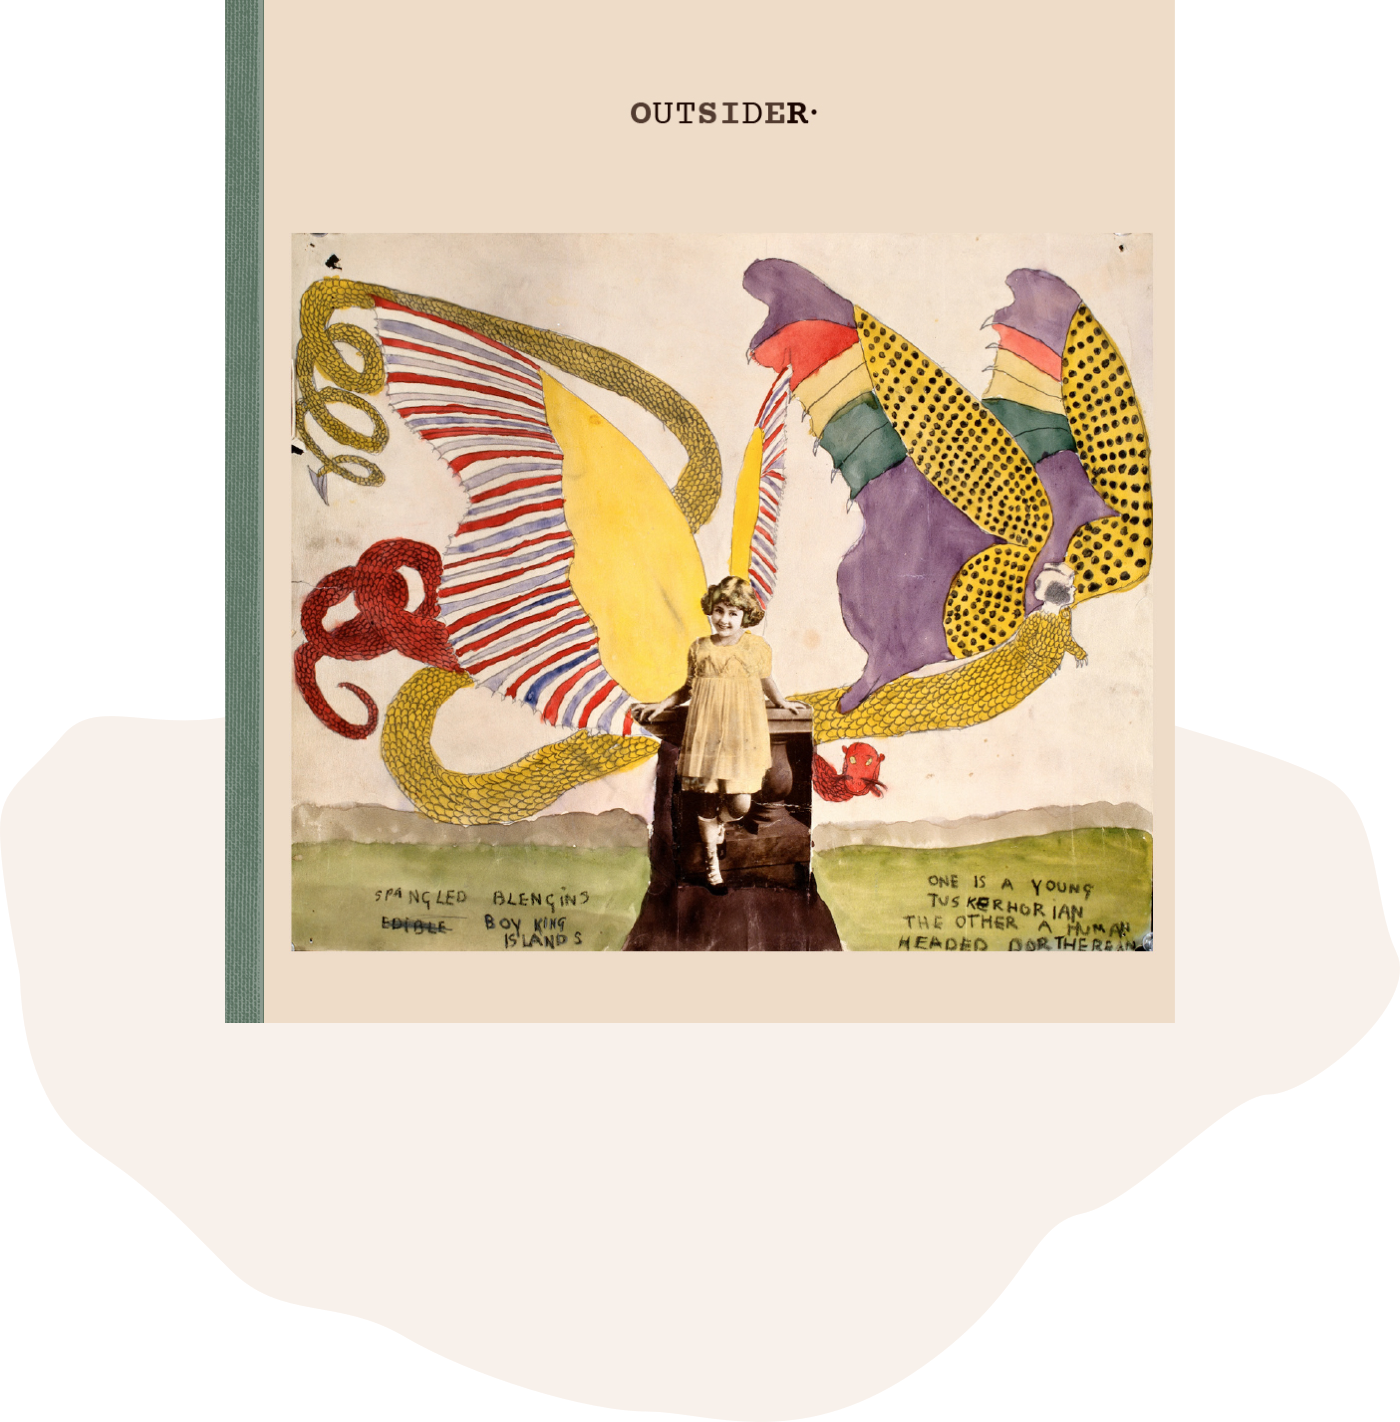 OUTSIDER·
SPANGLED BLENGINS
EDIBLE BOY KING
ISLANDS
ONE IS A YOUNG
TUSKERHORIAN
THE OTHER A HUMAN
HEADED DORTHEREAN